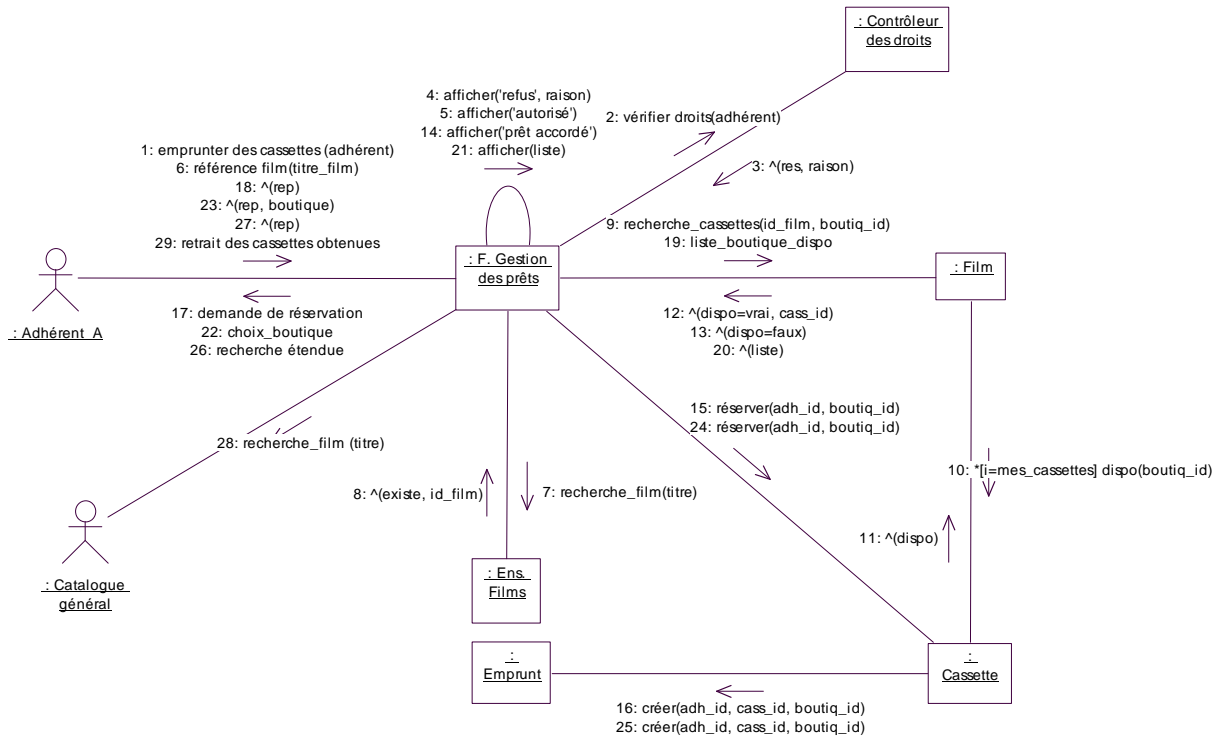 : Contrôleur
des droits
4: afficher('refus', raison)
5: afficher('autorisé')
14: afficher('prêt accordé')
21: afficher(liste)
2: vérifier droits(adhérent)
3: ^(res, raison)
1: emprunter des cassettes (adhérent)
6: référence film(titre_film)
18: ^(rep)
23: ^(rep, boutique)
27: ^(rep)
29: retrait des cassettes obtenues
9: recherche_cassettes(id_film, boutiq_id)
19: liste_boutique_dispo
: F. Gestion
des prêts
: Film
: Adhérent_A
17: demande de réservation
22: choix_boutique
26: recherche étendue
12: ^(dispo=vrai, cass_id)
13: ^(dispo=faux)
20: ^(liste)
15: réserver(adh_id, boutiq_id)
24: réserver(adh_id, boutiq_id)
28: recherche_film (titre)
10: *[i=mes_cassettes] dispo(boutiq_id)
8: ^(existe, id_film)
7: recherche_film(titre)
11: ^(dispo)
: Catalogue
général
: Ens.
Films
:
Emprunt
:
Cassette
16: créer(adh_id, cass_id, boutiq_id)
25: créer(adh_id, cass_id, boutiq_id)